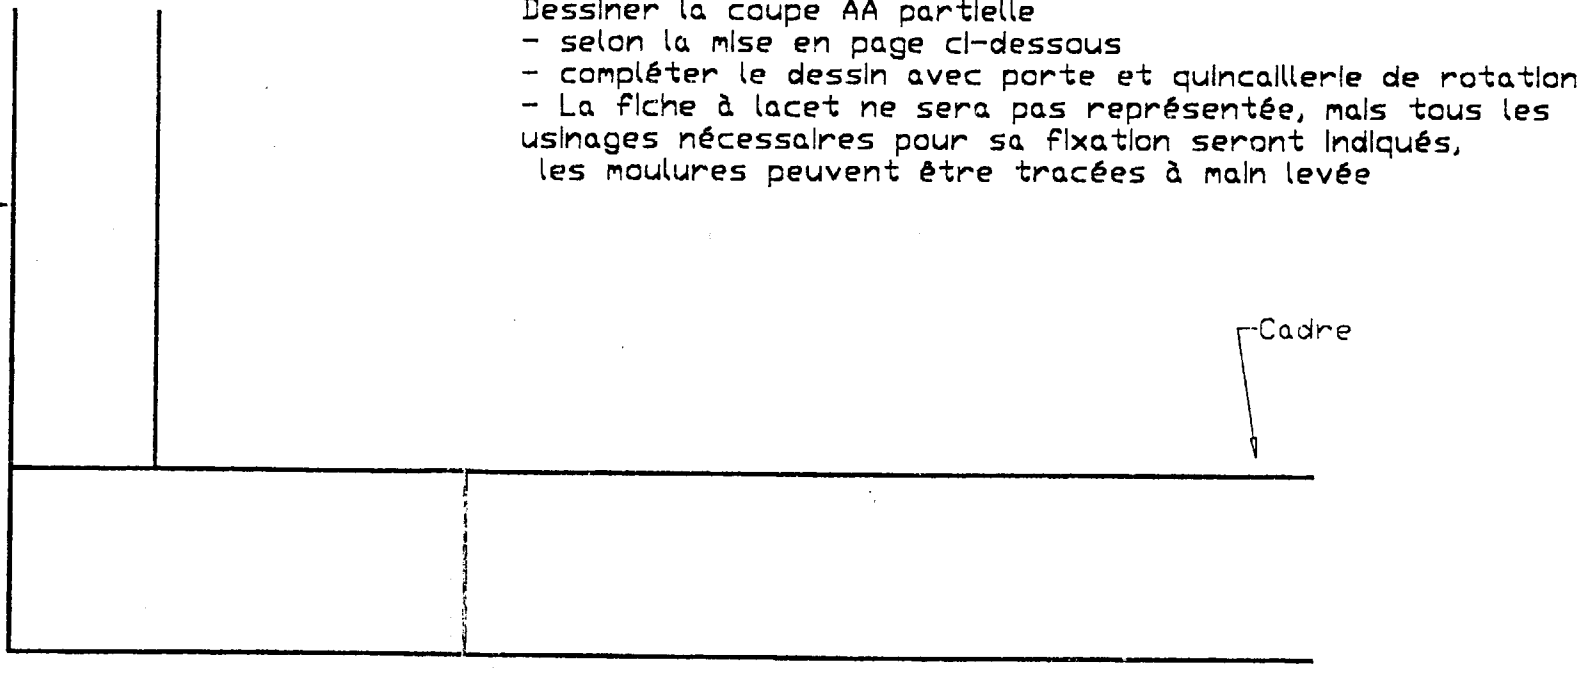 Dessiner la coupe AA partielle
- selon la mise en page ci-dessous
- compléter le dessin avec porte et quincaillerie de rotation
- La fiche à lacet ne sera pas représentée, mais tous les
usinages nécessaires pour sa fixation seront indiqués,
les moulures peuvent être tracées à main levée
Cadre